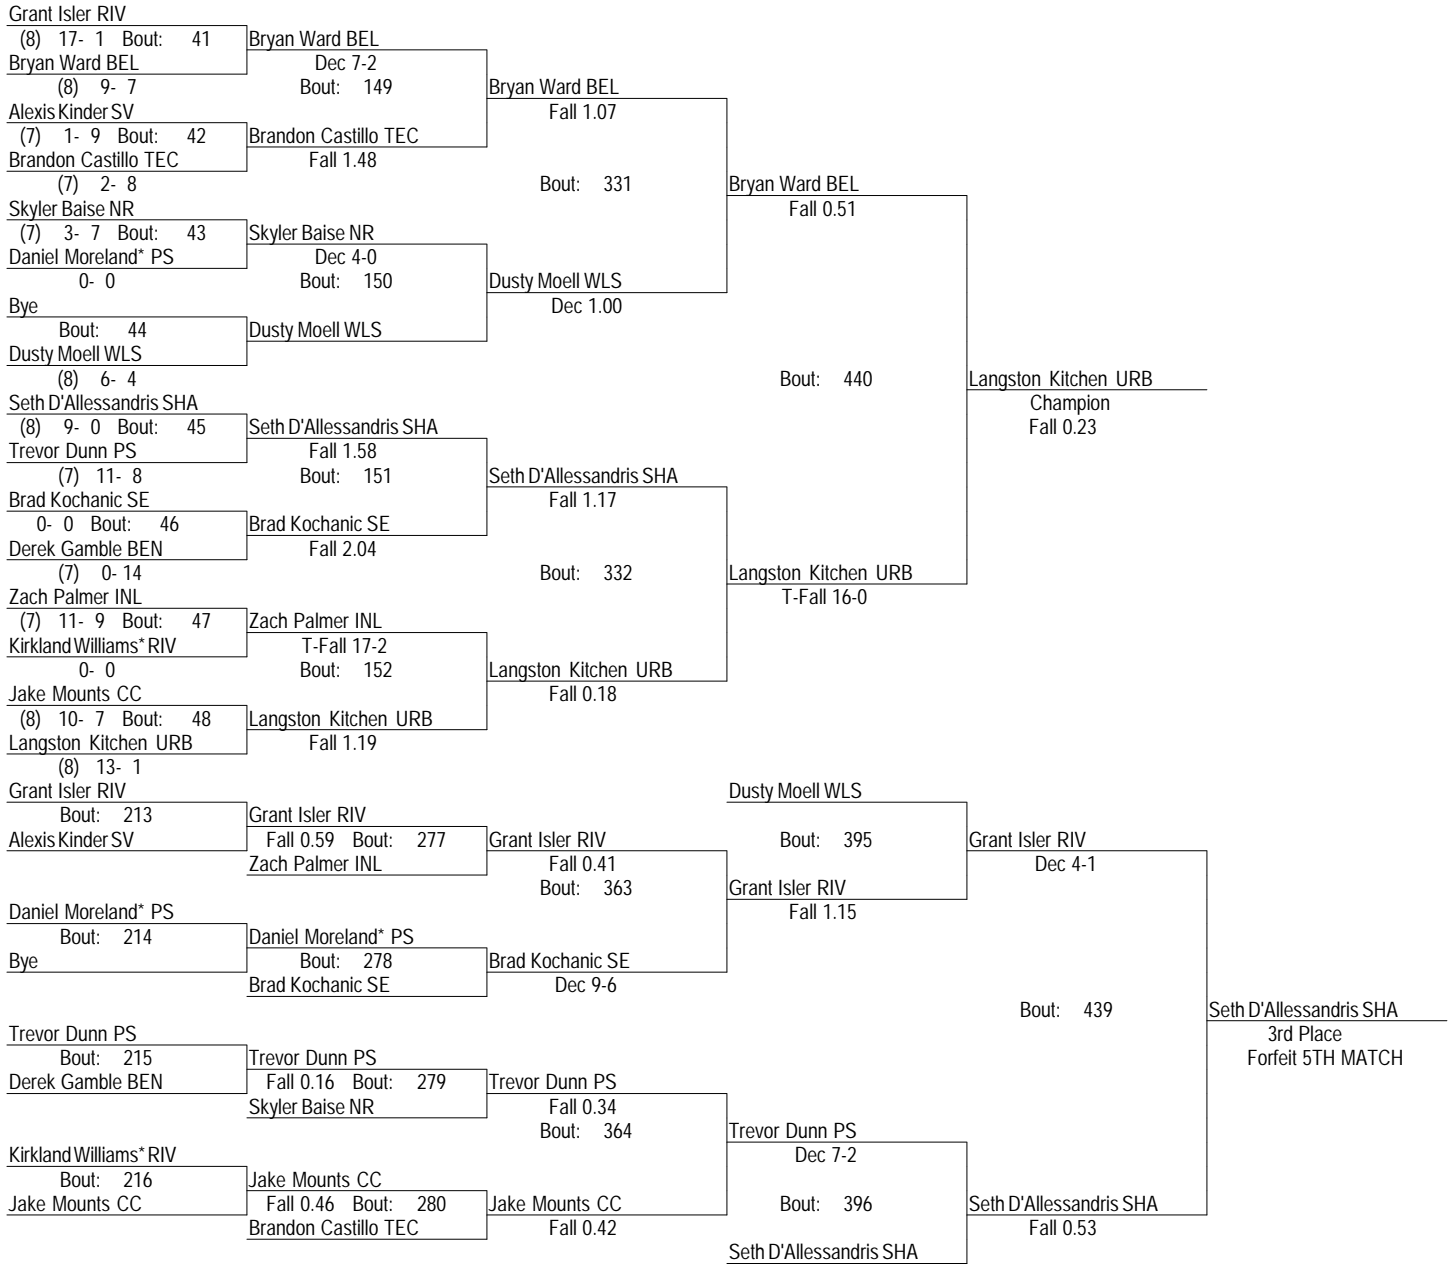 Grant Isler RIV
(8) 17- 1 Bout: 41 Bryan Ward BEL
Bryan Ward BEL Dec 7-2
(8) 9- 7 Bout: 149 Bryan Ward BEL
Alexis Kinder SV Fall 1.07
(7) 1- 9 Bout: 42 Brandon Castillo TEC
Brandon Castillo TEC Fall 1.48
(7) 2- 8 Bout: 331 Bryan Ward BEL
Skyler Baise NR Fall 0.51
(7) 3- 7 Bout: 43 Skyler Baise NR
Daniel Moreland* PS Dec 4-0
0- 0 Bout: 150 Dusty Moell WLS
Bye Dec 1.00
Bout: 44 Dusty Moell WLS
Dusty Moell WLS
(8) 6- 4 Bout: 440 Langston Kitchen URB
Seth D'Allessandris SHA Champion
(8) 9- 0 Bout: 45 Seth D'Allessandris SHA Fall 0.23
Trevor Dunn PS Fall 1.58
(7) 11- 8 Bout: 151 Seth D'Allessandris SHA
Brad Kochanic SE Fall 1.17
0- 0 Bout: 46 Brad Kochanic SE
Derek Gamble BEN Fall 2.04
(7) 0- 14 Bout: 332 Langston Kitchen URB
Zach Palmer INL T-Fall 16-0
(7) 11- 9 Bout: 47 Zach Palmer INL
Kirkland Williams* RIV T-Fall 17-2
0- 0 Bout: 152 Langston Kitchen URB
Jake Mounts CC Fall 0.18
(8) 10- 7 Bout: 48 Langston Kitchen URB
Langston Kitchen URB Fall 1.19
(8) 13- 1
Grant Isler RIV Dusty Moell WLS
Bout: 213 Grant Isler RIV
Alexis Kinder SV Fall 0.59 Bout: 277 Grant Isler RIV Bout: 395 Grant Isler RIV
Zach Palmer INL Fall 0.41 Dec 4-1
Bout: 363 Grant Isler RIV
Daniel Moreland* PS Fall 1.15
Bout: 214 Daniel Moreland* PS
Bye Bout: 278 Brad Kochanic SE
Brad Kochanic SE Dec 9-6
Bout: 439 Seth D'Allessandris SHA
Trevor Dunn PS 3rd Place
Bout: 215 Trevor Dunn PS Forfeit 5TH MATCH
Derek Gamble BEN Fall 0.16 Bout: 279 Trevor Dunn PS
Skyler Baise NR Fall 0.34
Bout: 364 Trevor Dunn PS
Kirkland Williams* RIV Dec 7-2
Bout: 216 Jake Mounts CC
Jake Mounts CC Fall 0.46 Bout: 280 Jake Mounts CC Bout: 396 Seth D'Allessandris SHA
Brandon Castillo TEC Fall 0.42 Fall 0.53
Seth D'Allessandris SHA